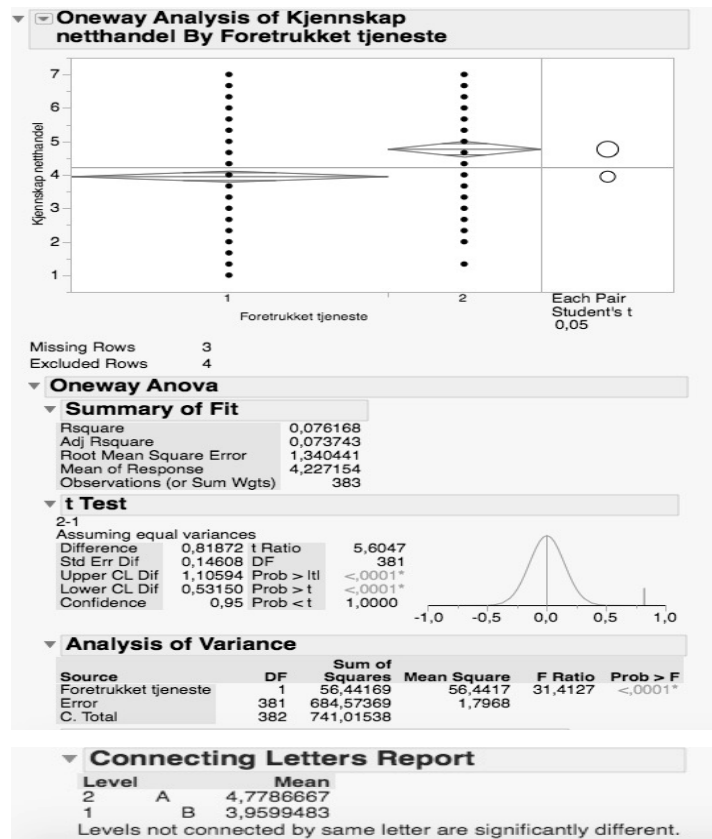 Oneway Analysis of Kjennskap
netthandel By Foretrukket tjeneste
7
6
5
4
3
2
1
Kjennskap netthandel
1 2
Foretrukket tjeneste
Each Pair
Student's t
0,05
Missing Rows 3
Excluded Rows 4
Oneway Anova
Summary of Fit
Rsquare 0,076168
Adj Rsquare 0,073743
Root Mean Square Error 1,340441
Mean of Response 4,227154
Observations (or Sum Wgts) 383
t Test
2-1
Assuming equal variances
Difference 0,81872 t Ratio 5,6047
Std Err Dif 0,14608 DF 381
Upper CL Dif 1,10594 Prob > |t| <,0001*
Lower CL Dif 0,53150 Prob > t <,0001*
Confidence 0,95 Prob < t 1,0000
-1,0 -0,5 0,0 0,5 1,0
Analysis of Variance
Sum of
Source DF Squares Mean Square F Ratio Prob > F
Foretrukket tjeneste 1 56,44169 56,4417 31,4127 <,0001*
Error 381 684,57369 1,7968
C. Total 382 741,01538
Connecting Letters Report
Level Mean
2 A 4,7786667
1 B 3,9599483
Levels not connected by same letter are significantly different.